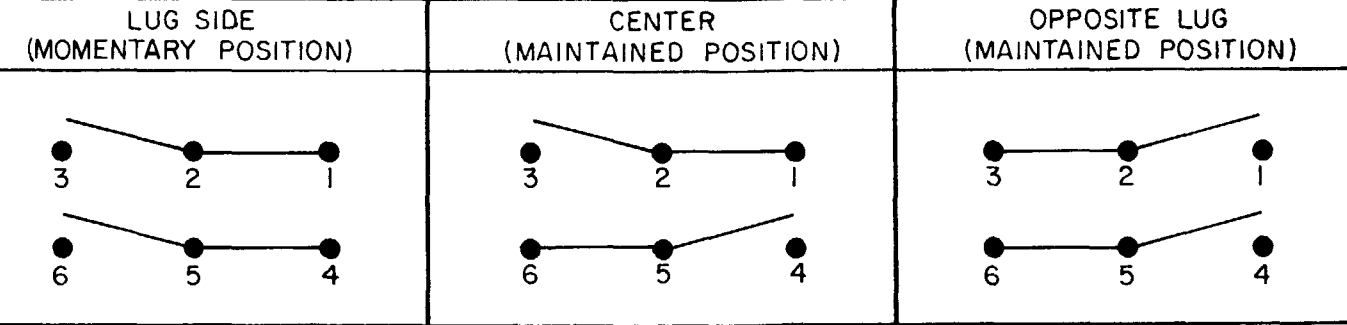 LUG SIDE
(MOMENTARY POSITION)
CENTER
(MAINTAINED POSITION)
OPPOSITE LUG
(MAINTAINED POSITION)
3 2 1
3 2 1
3 2 1
6 5 4
6 5 4
6 5 4